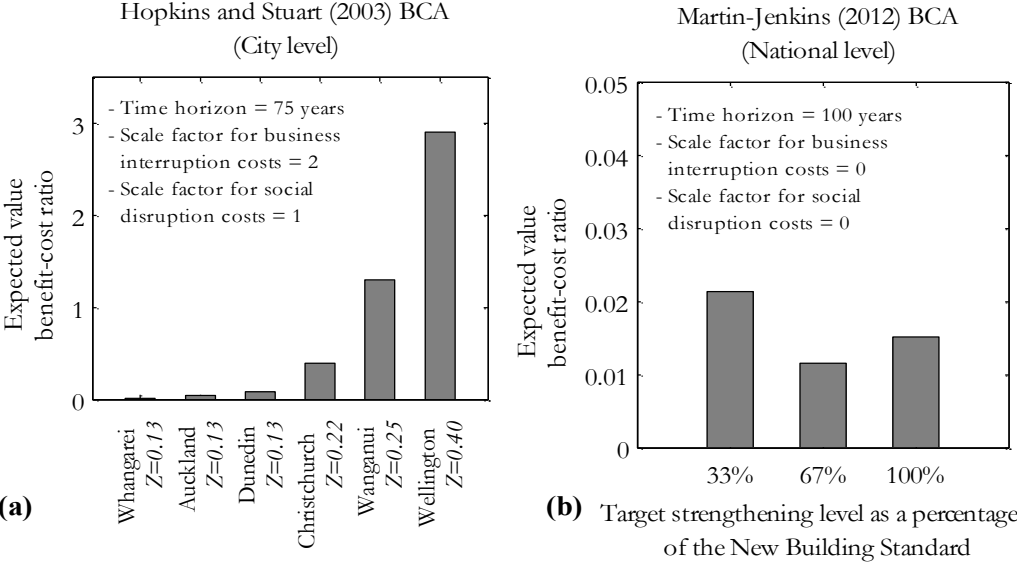 Hopkins and Stuart (2003) BCA
(City level)
- Time horizon = 75 years
- Scale factor for business
interruption costs = 2
- Scale factor for social
disruption costs = 1
Expected value
benefit-cost ratio
3
2
1
0
Whangarei
Z=0.13
Auckland
Z=0.13
Dunedin
Z=0.13
Christchurch
Z=0.22
Wanganui
Z=0.25
Wellington
Z=0.40
(a)
Martin-Jenkins (2012) BCA
(National level)
- Time horizon = 100 years
- Scale factor for business
interruption costs = 0
- Scale factor for social
disruption costs = 0
Expected value
benefit-cost ratio
0.05
0.04
0.03
0.02
0.01
0
33%
67%
100%
(b)
Target strengthening level as a percentage
of the New Building Standard